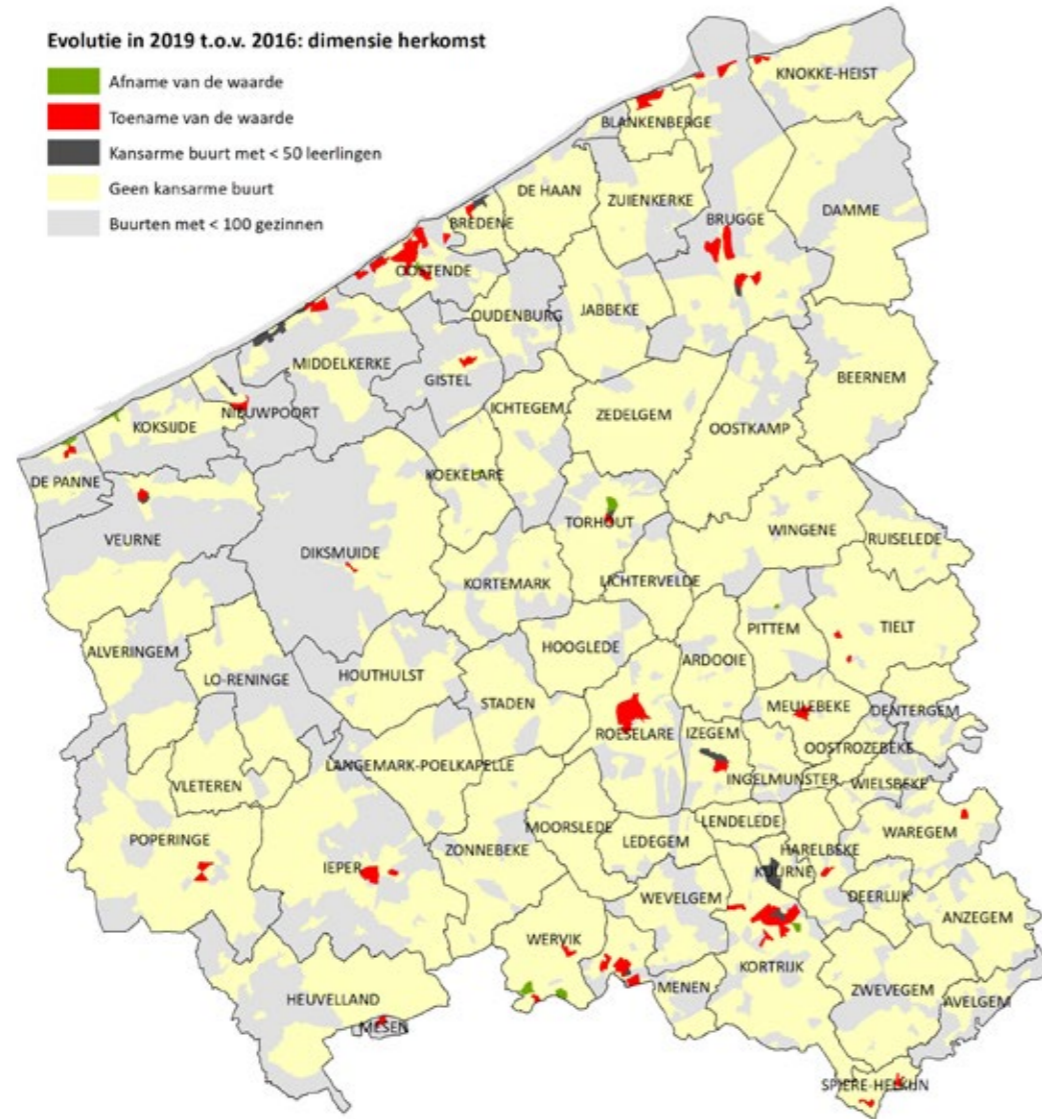 Evolutie in 2019 t.o.v. 2016: dimensie herkomst
Afname van de waarde
Toename van de waarde
Kansarme buurt met < 50 leerlingen
Geen kansarme buurt
Buurten met < 100 gezinnen
KNOKKE-HEIST
BLANKENBERGE
DE HAAN
ZUIENKERKE
BRUGGE
DAMME
BREDENE
OOSTENDE
OUDENBURG
JABBEKE
MIDDELKERKE
GISTEL
BEERNEM
NIEUWPOORT
ICHTEGEM
ZEDELGEM
OOSTKAMP
KOKSIJDE
DE PANNE
KOEKELARE
VEURNE
TORHOUT
WINGENE
RUISELEDE
DIKSMUIDE
KORTEMARK
LICHTERVELDE
PITTEM
TIELT
ALVERINGEM
HOOGLEDE
ARDOOIE
LO-RENINGE
HOUTHULST
STADEN
MEULEBEKE
DENTERGEM
ROESELARE
IZEGEM
OOSTROZEBEKE
LANGEMARK-POELKAPELLE
INGELMUNSTER
VLETEREN
WIELSBEKE
LENDELEDE
MOORSLEDE
POPERINGE
LEDEGEM
WAREGEM
ZONNEBEKE
HARELBEKE
IEPER
KUURNE
WEVELGEM
DEERLIJK
ANZEGEM
WERVIK
KORTRIJK
MENEN
ZWEVEGEM
HEUVELLAND
AVELGEM
MESEN
SPIERE-HELKIJN